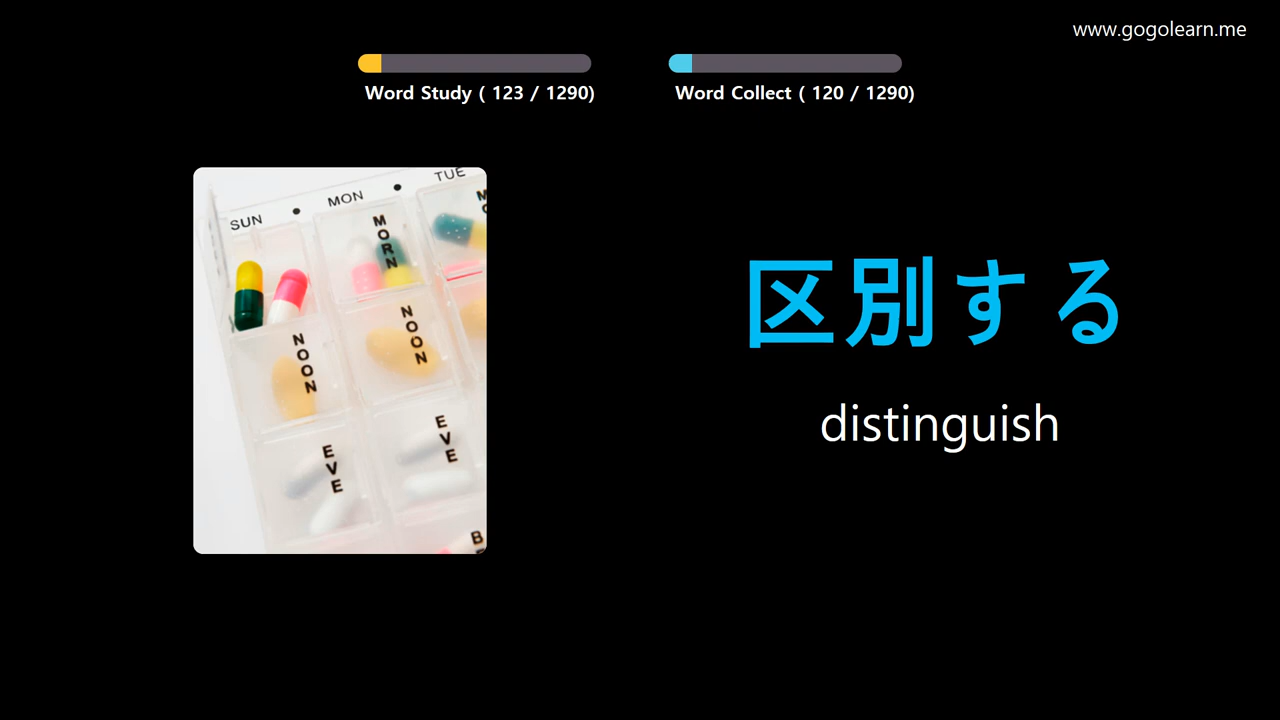 www.gogolearn.me
Word Study ( 123 / 1290)
Word Collect ( 120 / 1290)
SUN • MON • TUE
MORN
NOON
NOON
EVE
EVE
区別する
distinguish